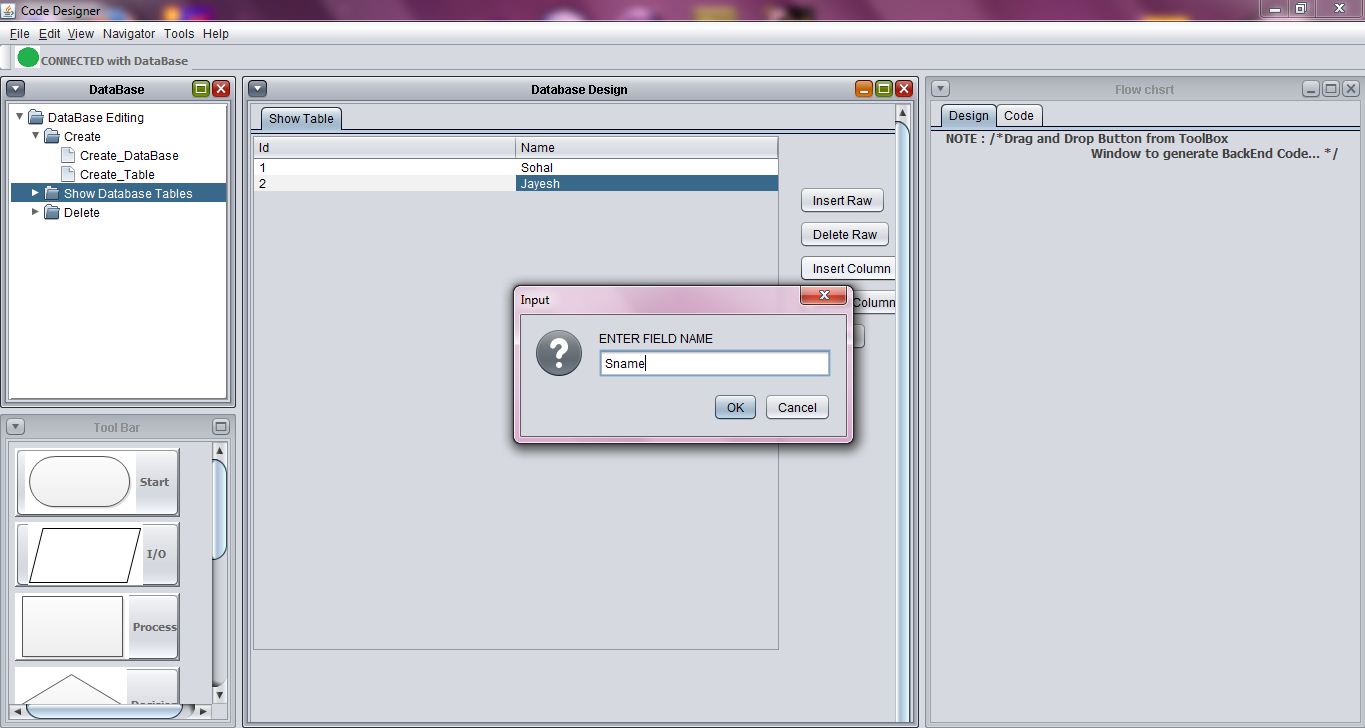 Code Designer
File Edit View Navigator Tools Help
CONNECTED with DataBase
DataBase
DataBase Editing
Create
Create_DataBase
Create_Table
Show Database Tables
Delete
Tool Bar
Start
I/O
Process
Database Design
Show Table
Id Name
1 Sohal
2 Jayesh
Insert Raw
Delete Raw
Insert Column
Column
Input
ENTER FIELD NAME
Sname
OK Cancel
Flow chsrt
Design Code
NOTE : /*Drag and Drop Button from ToolBox
Window to generate BackEnd Code... */